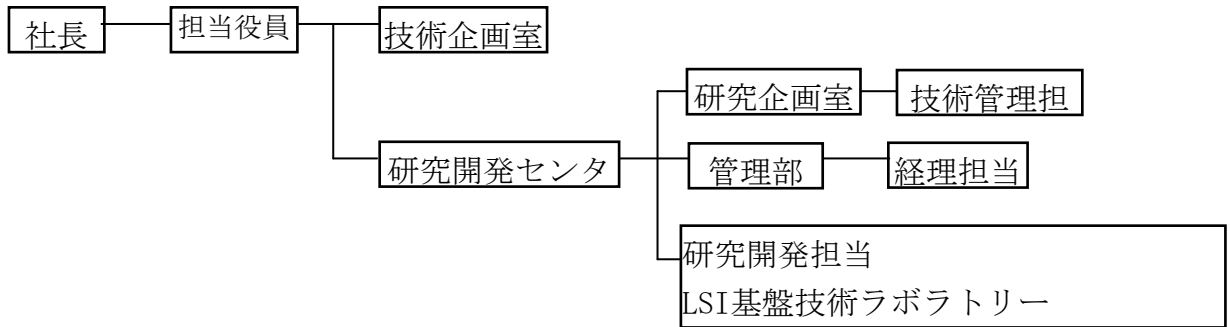 社長
担当役員
技術企画室
研究企画室
技術管理担
研究開発センタ
管理部
経理担当
研究開発担当
LSI基盤技術ラボラトリー